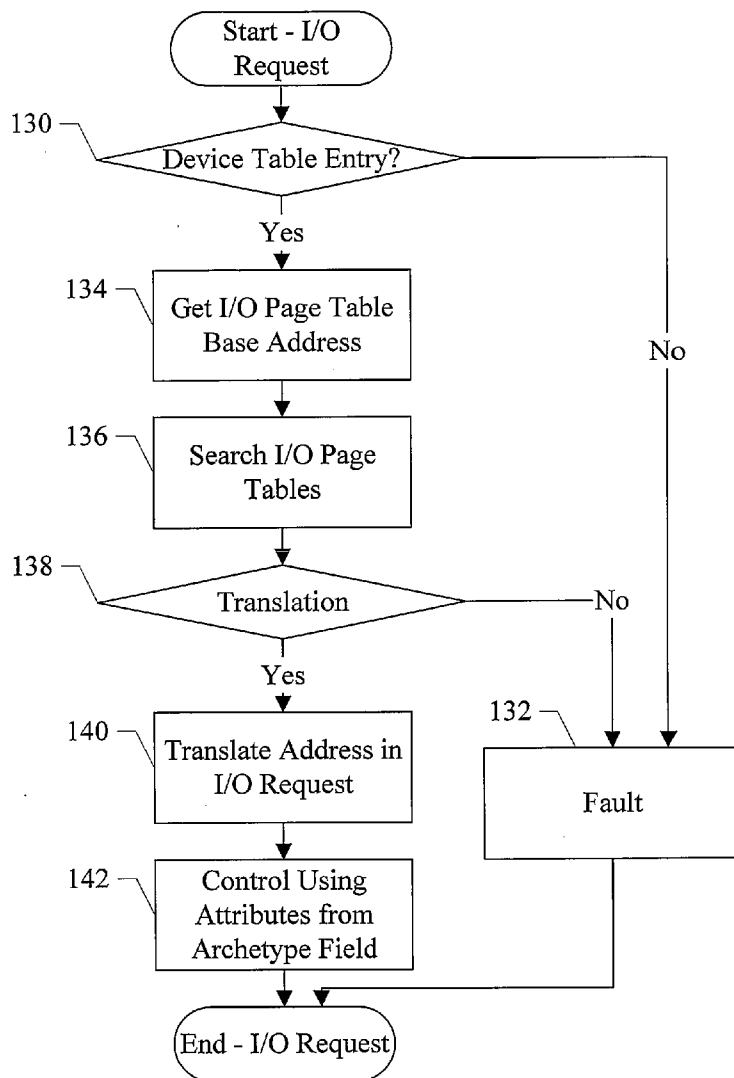 Start - I/O
Request
130
Device Table Entry?
Yes
134
Get I/O Page Table
Base Address
No
136
Search I/O Page
Tables
138
Translation
No
Yes
140
Translate Address in
I/O Request
132
Fault
142
Control Using
Attributes from
Archetype Field
End - I/O Request